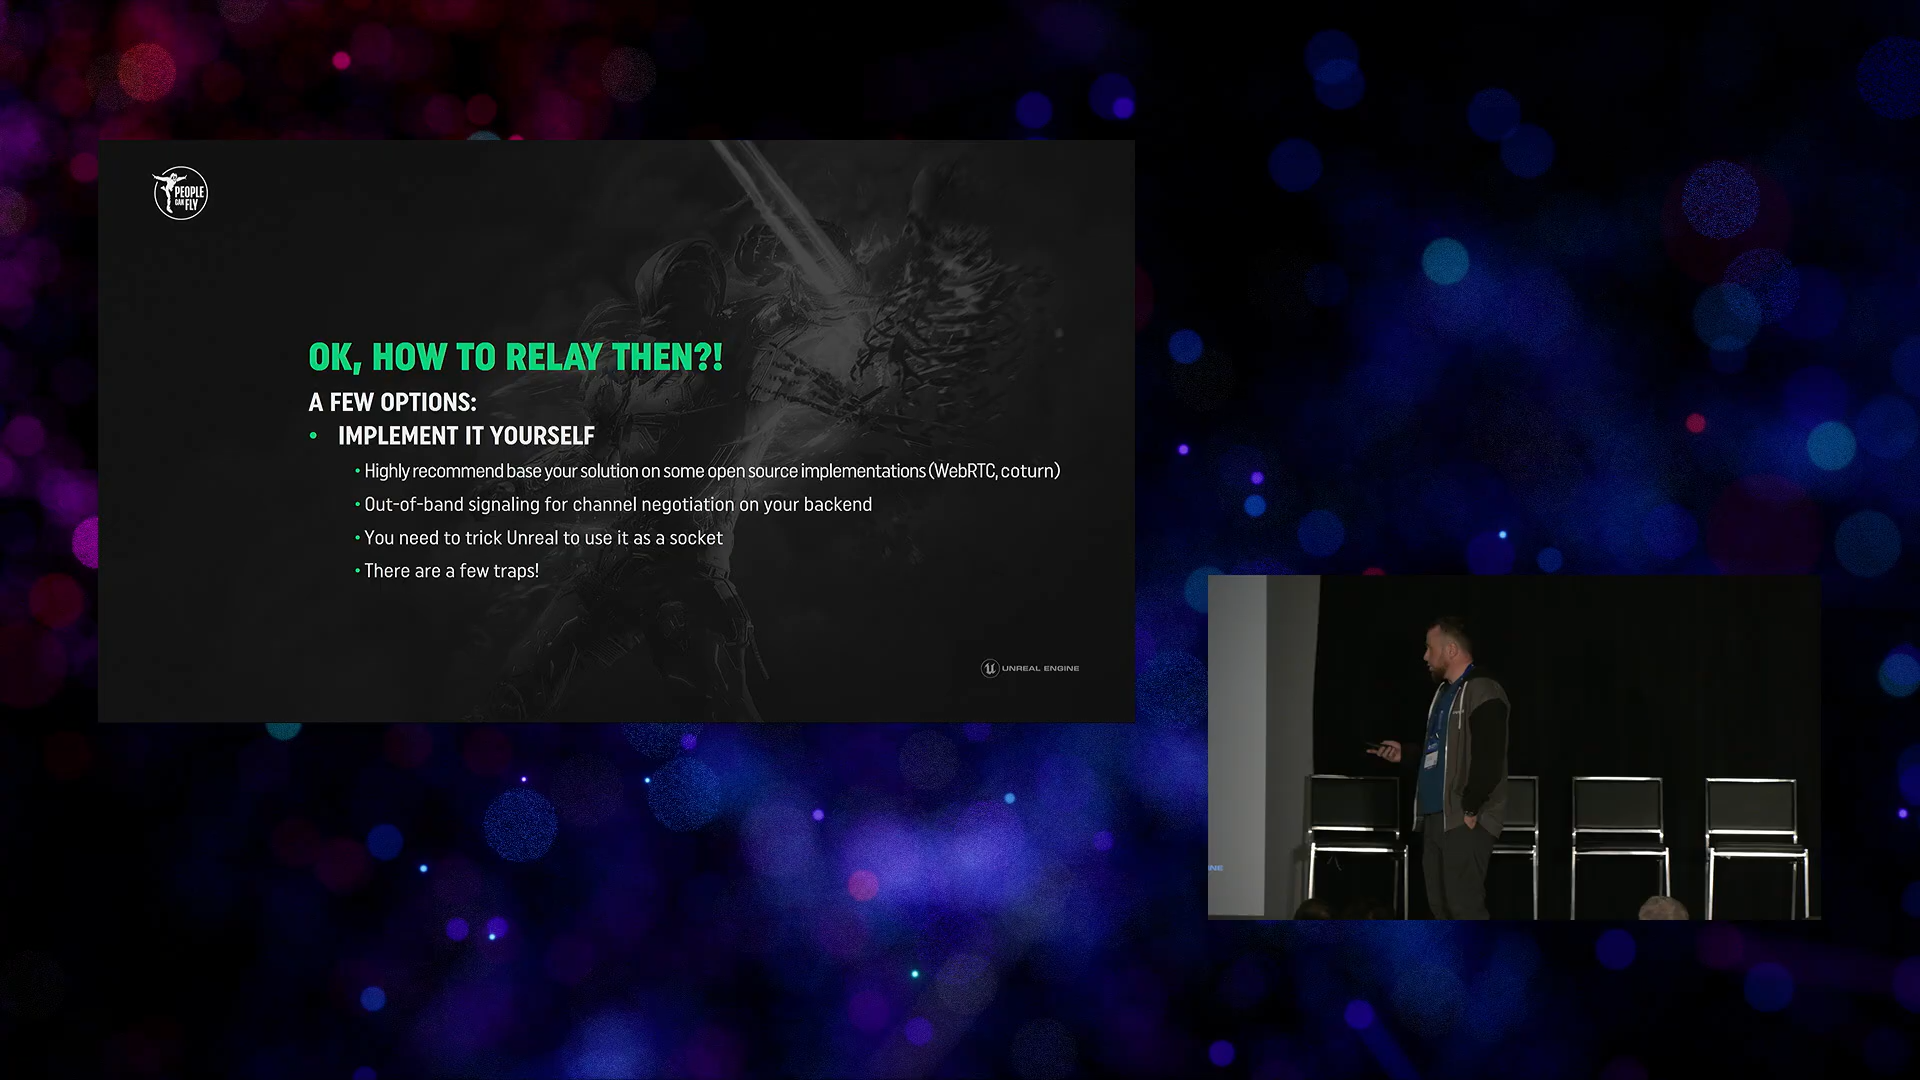 PEOPLE
CAN
FLY
OK, HOW TO RELAY THEN?!
A FEW OPTIONS:
• IMPLEMENT IT YOURSELF
• Highly recommend base your solution on some open source implementations (WebRTC, coturn)
• Out-of-band signaling for channel negotiation on your backend
• You need to trick Unreal to use it as a socket
• There are a few traps!
UNREAL ENGINE
NE